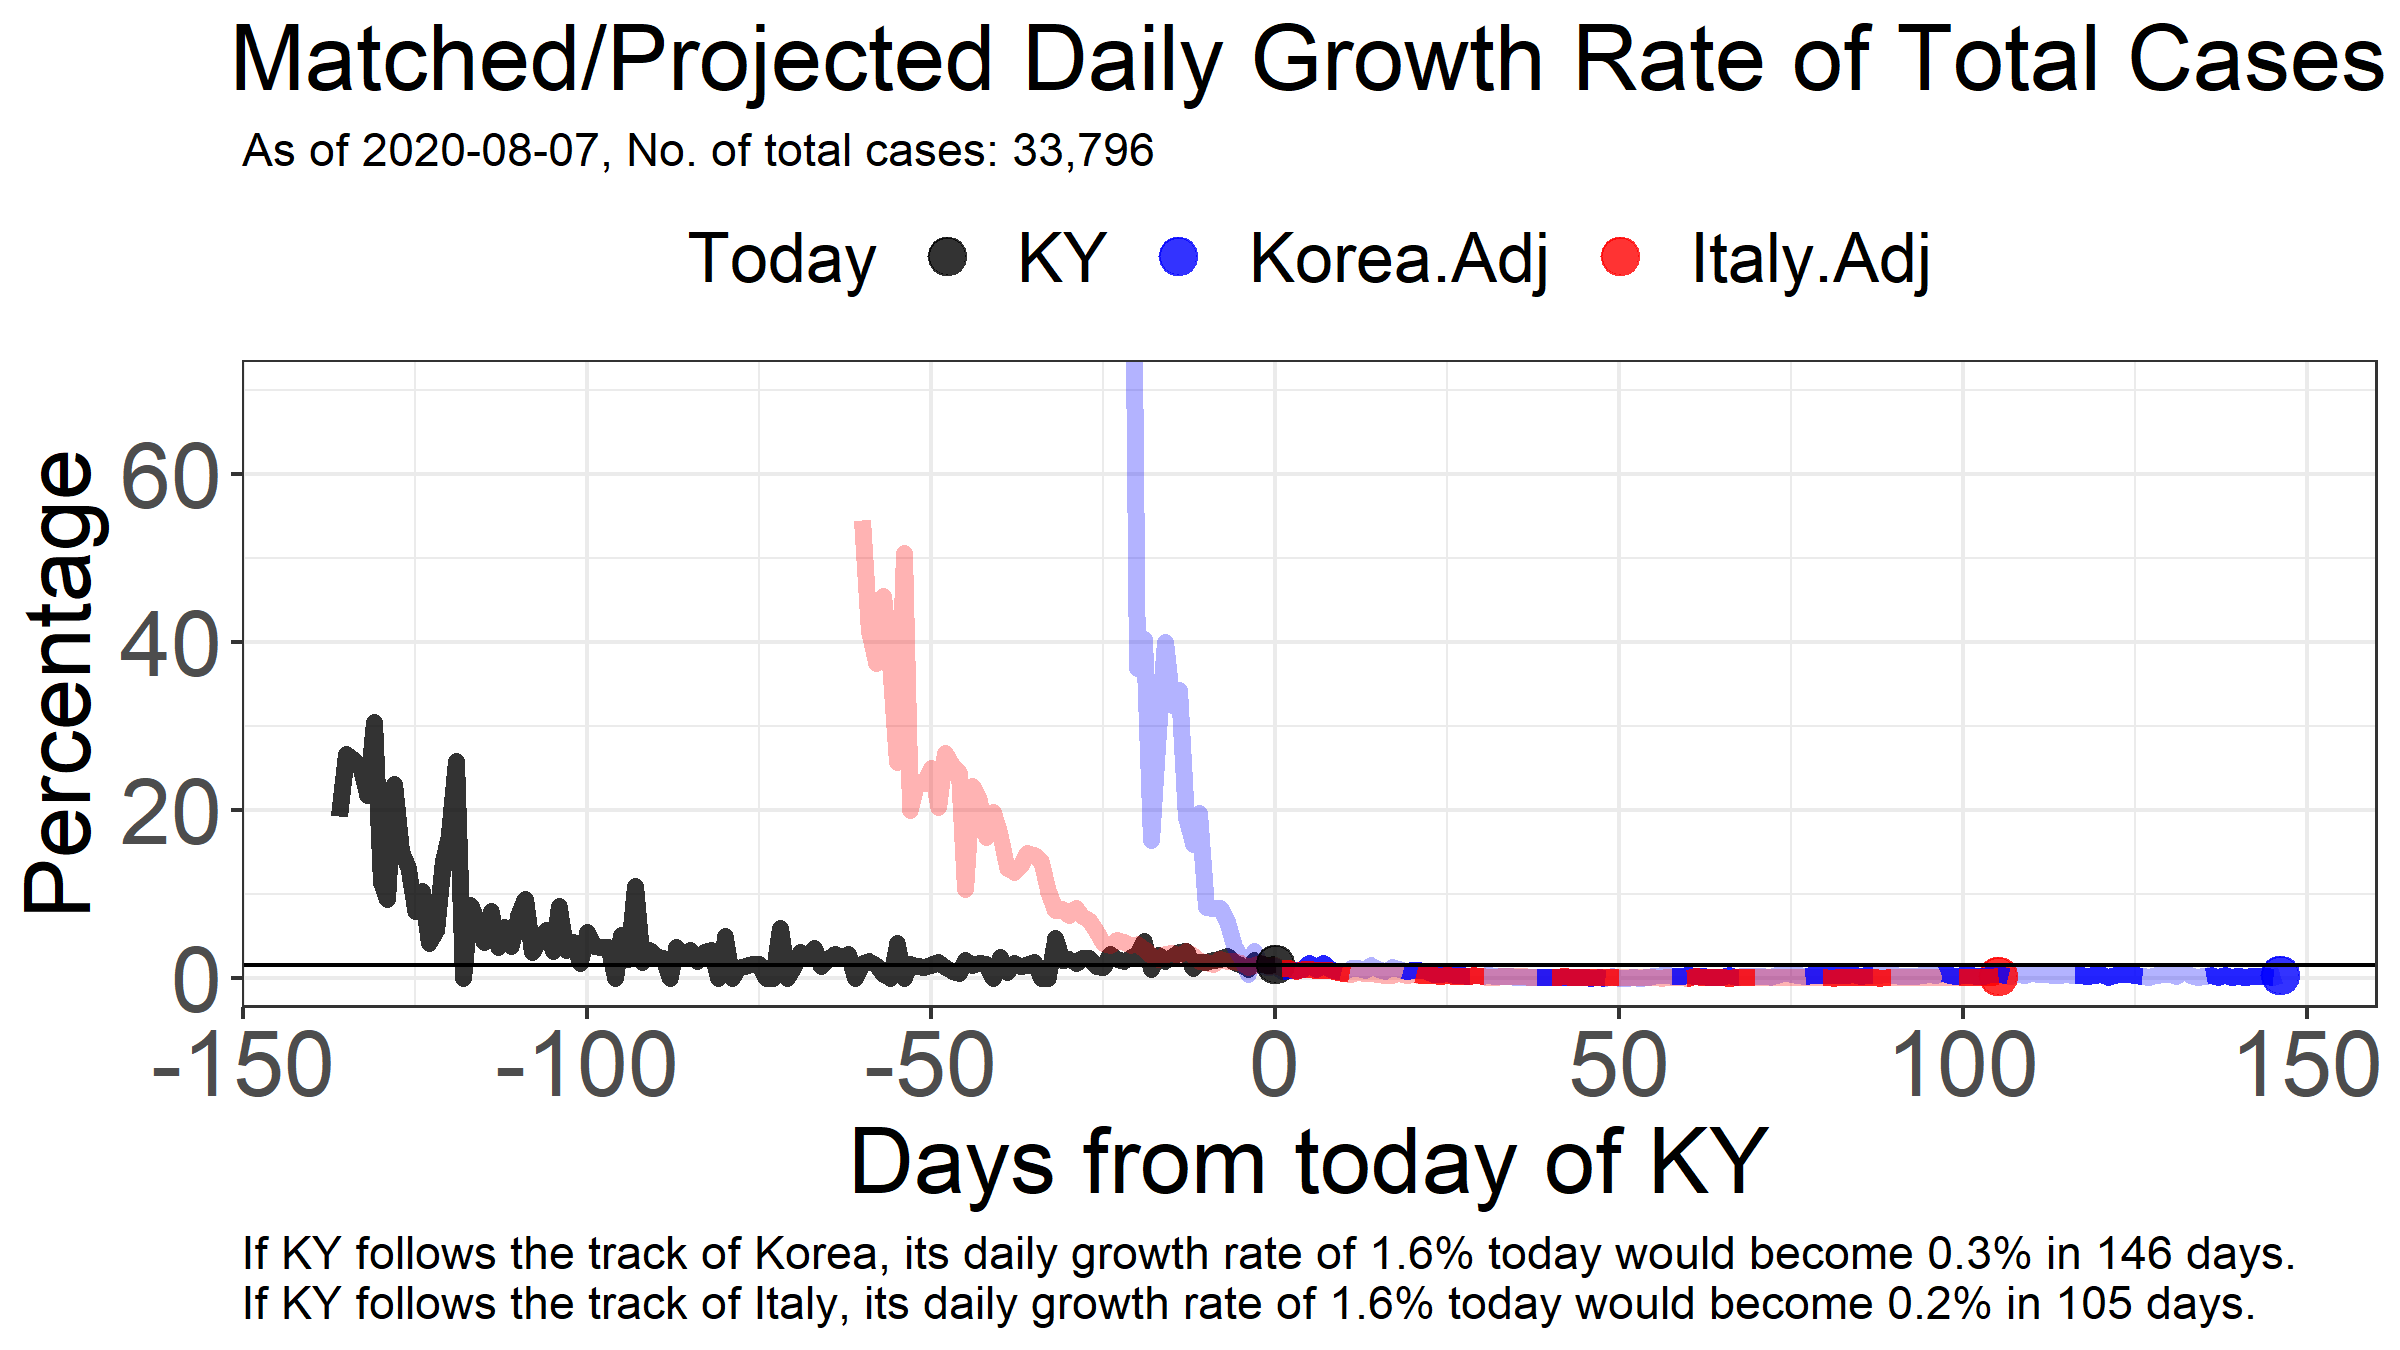 Matched/Projected Daily Growth Rate of Total Cases
As of 2020-08-07, No. of total cases: 33,796
Today KY Korea.Adj Italy.Adj
Percentage
60
40
20
0
-150 -100 -50 0 50 100 150
Days from today of KY
If KY follows the track of Korea, its daily growth rate of 1.6% today would become 0.3% in 146 days.
If KY follows the track of Italy, its daily growth rate of 1.6% today would become 0.2% in 105 days.